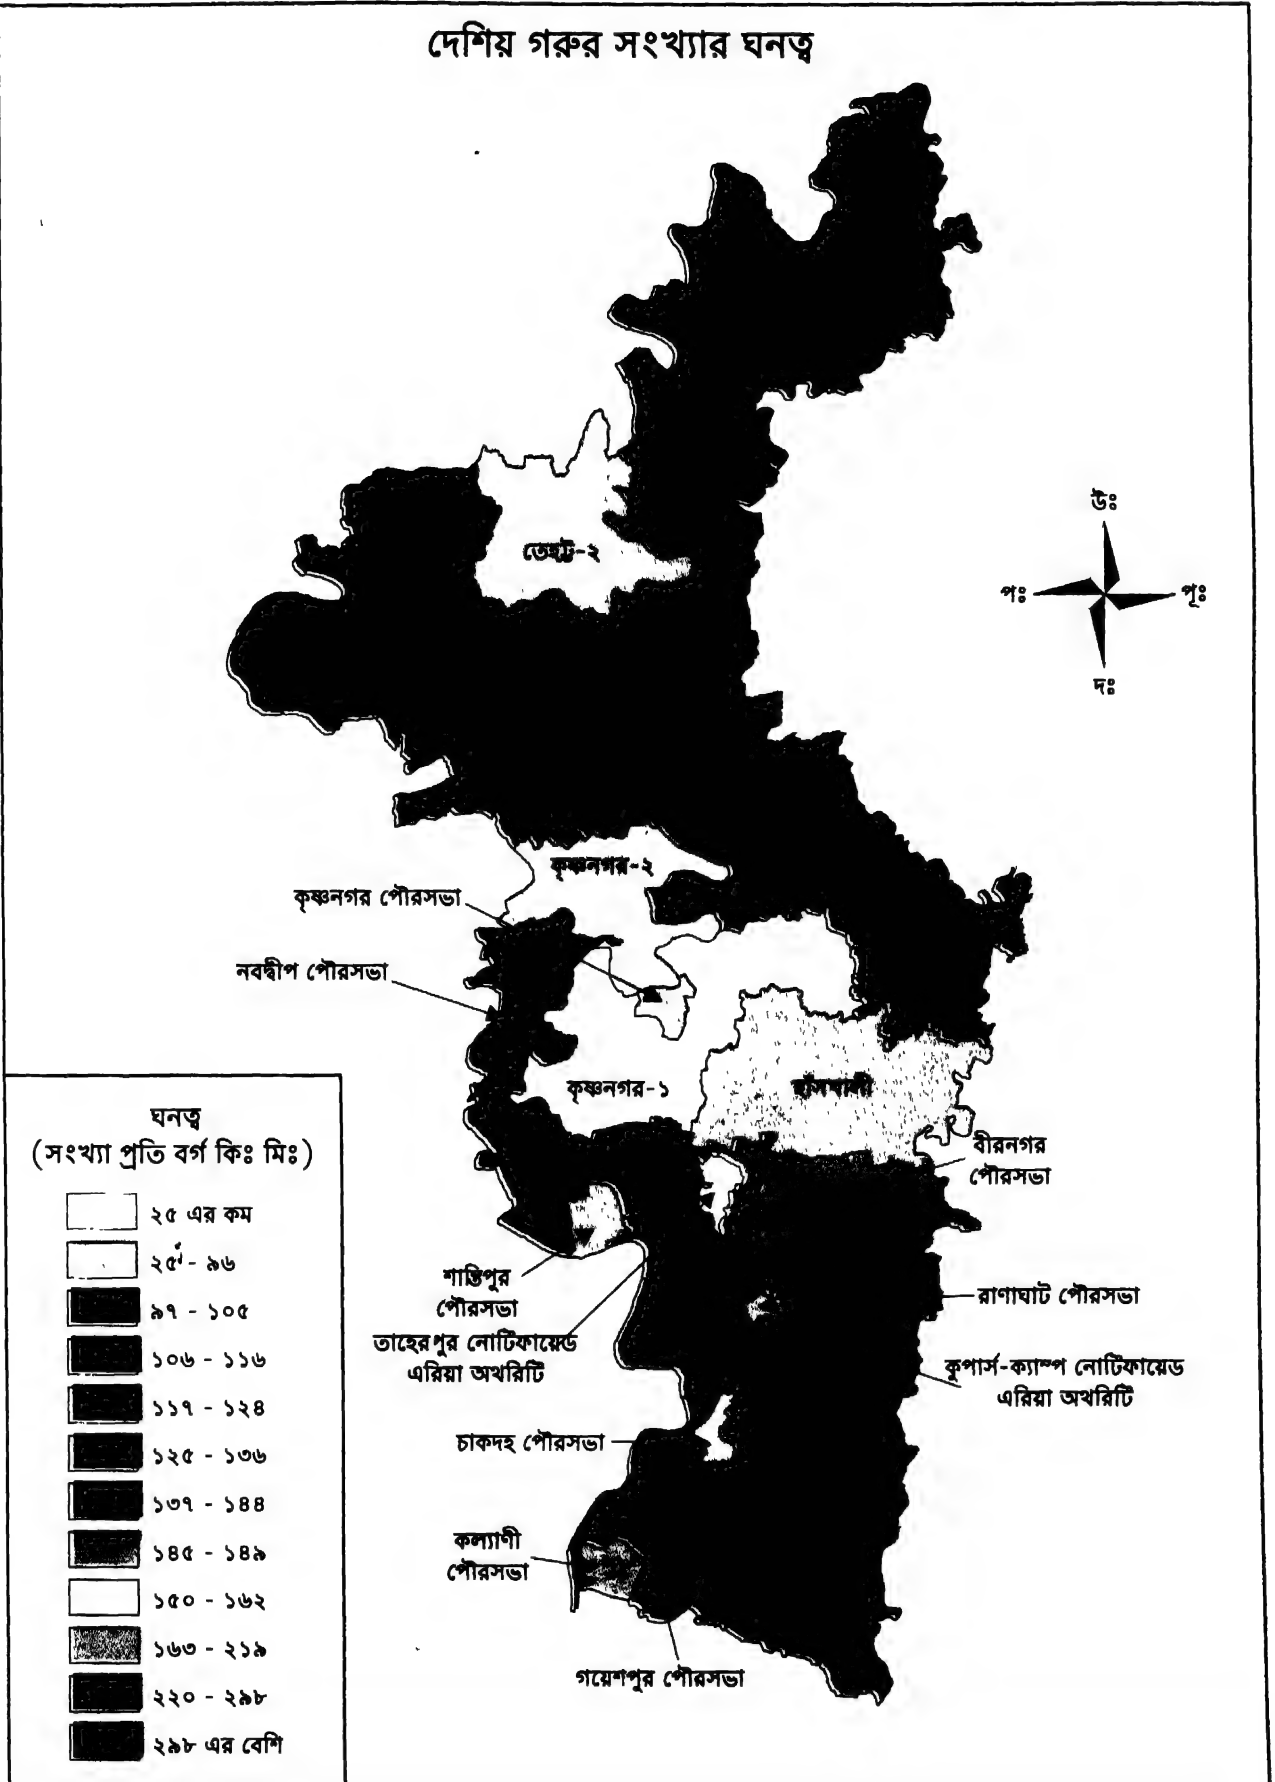 দেশিয় গরুর সংখ্যার ঘনত্ব
তেহট্ট-২
উঃ
পঃ
পূঃ
দঃ
কৃষ্ণনগর-২
কৃষ্ণনগর পৌরসভা
নবদ্বীপ পৌরসভা
কৃষ্ণনগর-১
হাঁসখালী
বীরনগর
পৌরসভা
শান্তিপুর
পৌরসভা
তাহেরপুর নোটিফায়েড
এরিয়া অথরিটি
রাণাঘাট পৌরসভা
কুপার্স-ক্যাম্প নোটিফায়েড
এরিয়া অথরিটি
চাকদহ পৌরসভা
কল্যাণী
পৌরসভা
গয়েশপুর পৌরসভা
ঘনত্ব
(সংখ্যা প্রতি বর্গ কিঃ মিঃ)
২৫ এর কম
২৫ - ৯৬
৯৭ - ১০৫
১০৬ - ১১৬
১১৭ - ১২৪
১২৫ - ১৩৬
১৩৭ - ১৪৪
১৪৫ - ১৪৯
১৫০ - ১৬২
১৬৩ - ২১৯
২২০ - ২৯৮
২৯৮ এর বেশি